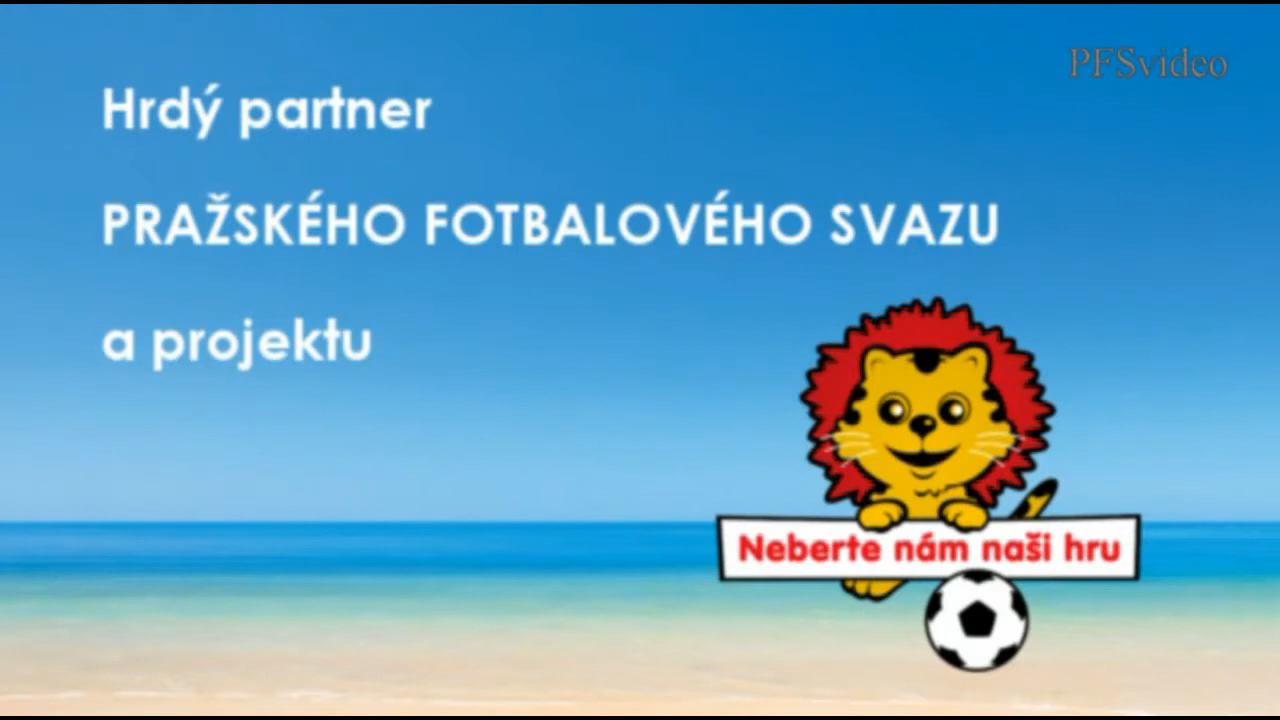 PFSvideo
Hrdý partner
PRAŽSKÉHO FOTBALOVÉHO SVAZU
a projektu
Neberte nám naši hru